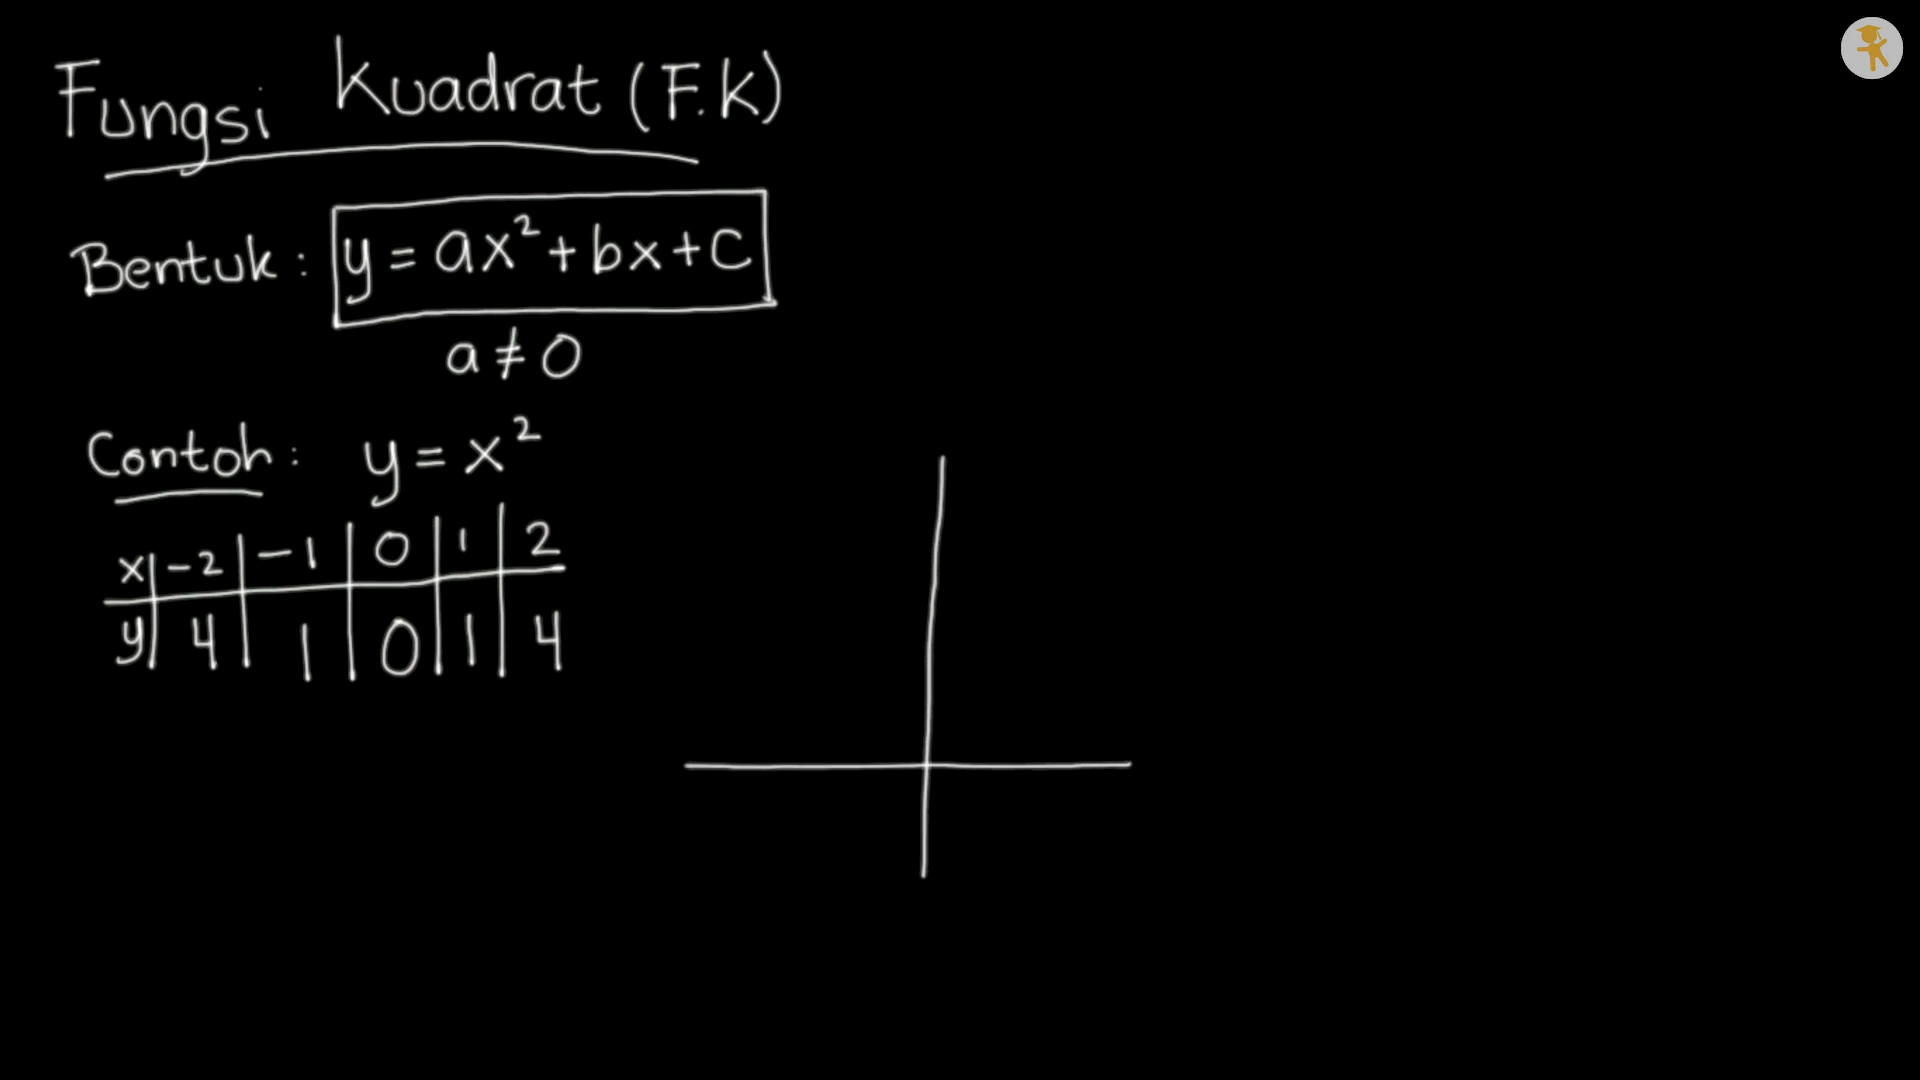 Fungsi Kuadrat (F.K)
Bentuk: y = ax² + bx + c
a ≠ 0
Contoh: y = x²
x -2 -1 0 1 2
y 4 1 0 1 4